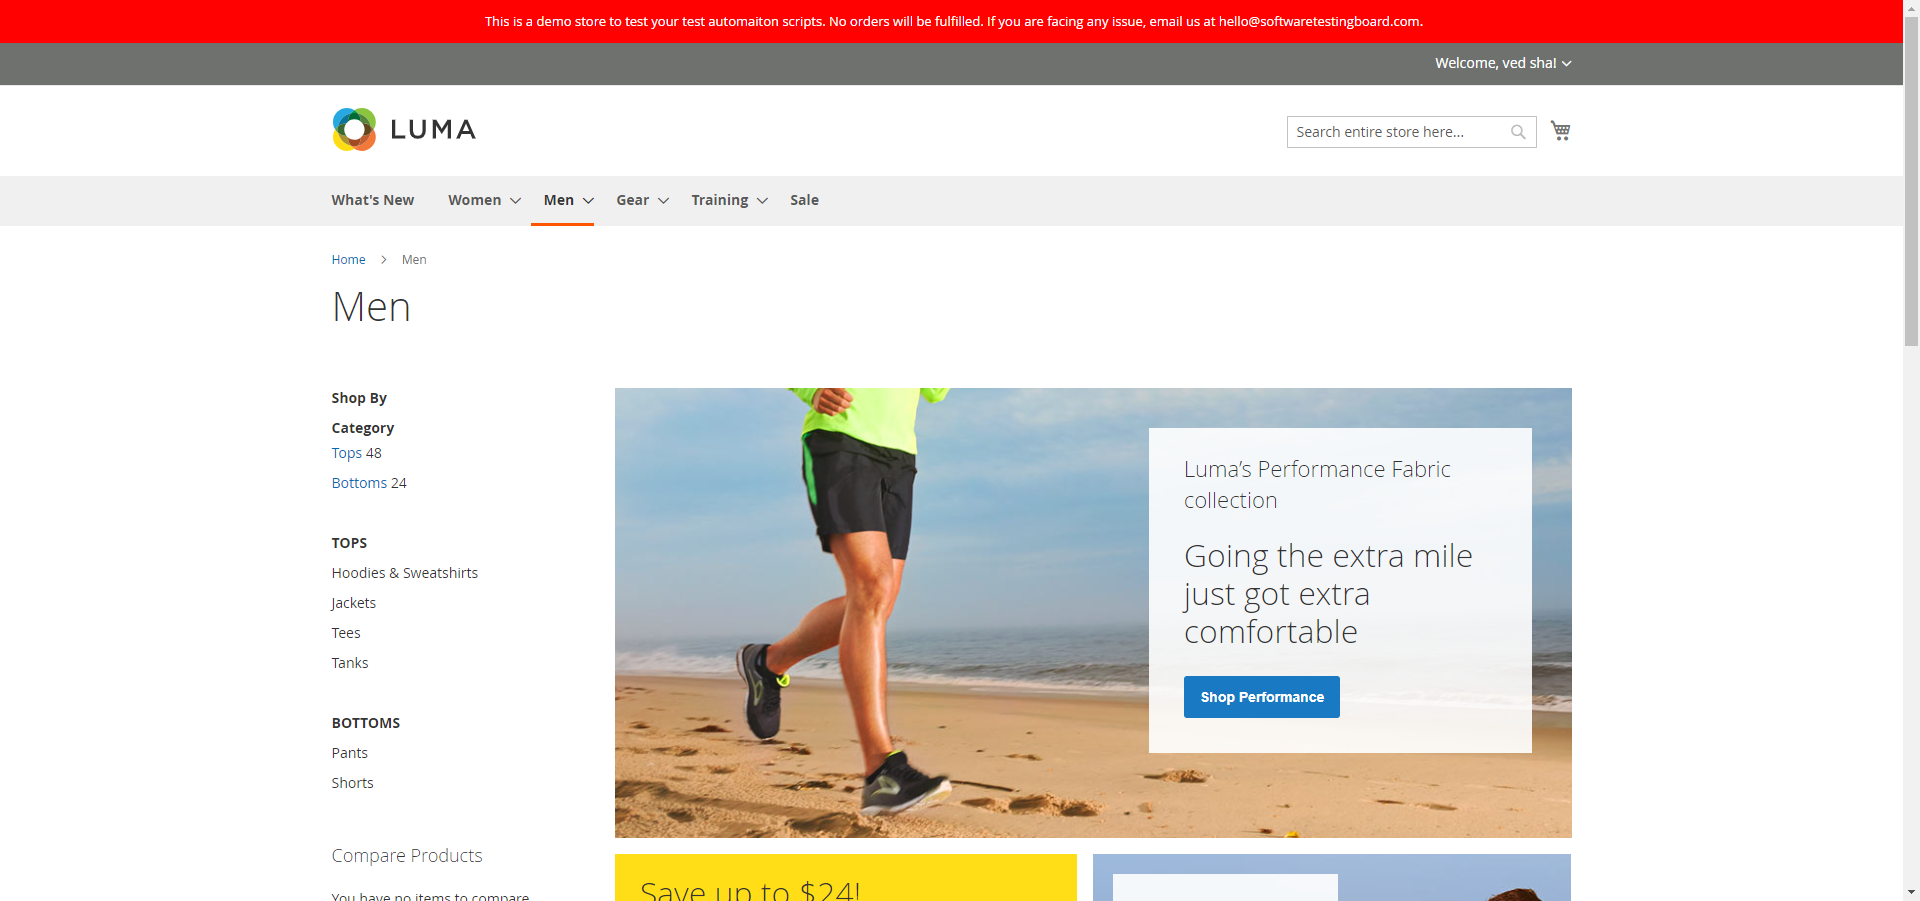 This is a demo store to test your test automaiton scripts. No orders will be fulfilled. If you are facing any issue, email us at hello@softwaretestingboard.com.
Welcome, ved sha!
LUMA
Search entire store here...
What's New
Women
Men
Gear
Training
Sale
Home
Men
Men
Shop By
Category
Tops 48
Bottoms 24
TOPS
Hoodies & Sweatshirts
Jackets
Tees
Tanks
BOTTOMS
Pants
Shorts
Compare Products
You have no items to compare
Luma’s Performance Fabric
collection
Going the extra mile
just got extra
comfortable
Shop Performance
Save up to $24!